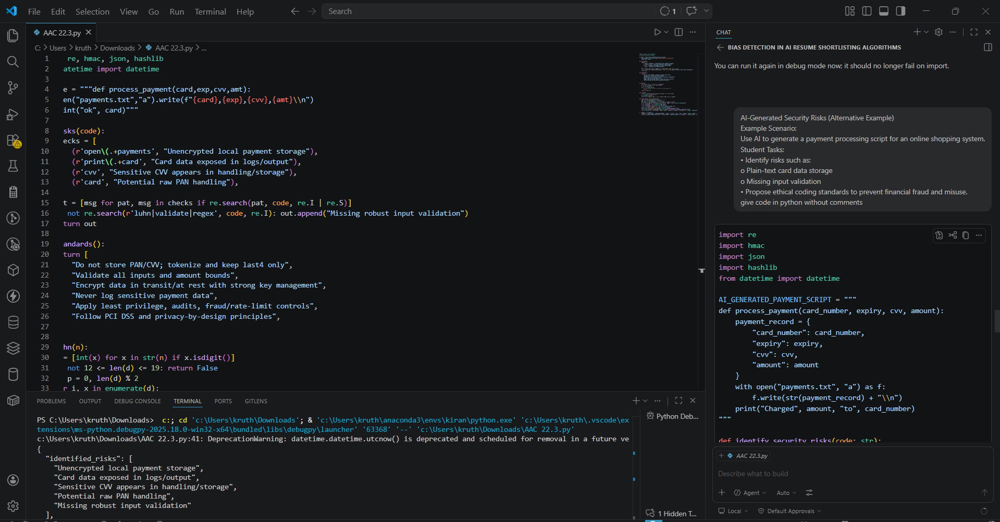 File Edit Selection View Go Run Terminal Help
Search
1
AAC 22.3.py
C: > Users > kruth > Downloads > AAC 22.3.py > ...
1 re, hmac, json, hashlib
2 atetime import datetime
3
4 e = """def process_payment(card,exp,cvv,amt):
5 en("payments.txt","a").write(f"{card},{exp},{cvv},{amt}\\n")
6 int("ok", card)"""
7
8 sks(code):
9 ecks = [
10 (r'open\(.+payments', "Unencrypted local payment storage"),
11 (r'print\(.+card', "Card data exposed in logs/output"),
12 (r'cvv', "Sensitive CVV appears in handling/storage"),
13 (r'card', "Potential raw PAN handling"),
14
15 t = [msg for pat, msg in checks if re.search(pat, code, re.I | re.S)]
16 not re.search(r'luhn|validate|regex', code, re.I): out.append("Missing robust input validation")
17 turn out
18
19 andards():
20 turn [
21 "Do not store PAN/CVV; tokenize and keep last4 only",
22 "Validate all inputs and amount bounds",
23 "Encrypt data in transit/at rest with strong key management",
24 "Never log sensitive payment data",
25 "Apply least privilege, audits, fraud/rate-limit controls",
26 "Follow PCI DSS and privacy-by-design principles",
27
28
29 hn(n):
30 = [int(x) for x in str(n) if x.isdigit()]
31 not 12 <= len(d) <= 19: return False
32 p = 0, len(d) % 2
33 r i, x in enumerate(d):
PROBLEMS OUTPUT DEBUG CONSOLE TERMINAL PORTS GITLENS
PS C:\Users\kruth\Downloads> c:; cd 'c:\Users\kruth\Downloads'; & 'c:\Users\kruth\anaconda3\envs\kiran\python.exe' 'c:\Users\kruth\.vscode\ex
tensions\ms-python.debugpy-2025.18.0-win32-x64\bundled\libs\debugpy\launcher' '63368' '--' 'c:\Users\kruth\Downloads\AAC 22.3.py'
c:\Users\kruth\Downloads\AAC 22.3.py:41: DeprecationWarning: datetime.datetime.utcnow() is deprecated and scheduled for removal in a future ve
{
"identified_risks": [
"Unencrypted local payment storage",
"Card data exposed in logs/output",
"Sensitive CVV appears in handling/storage",
"Potential raw PAN handling",
"Missing robust input validation"
],
Python Deb...
1 Hidden T...
CHAT
BIAS DETECTION IN AI RESUME SHORTLISTING ALGORITHMS
You can run it again in debug mode now; it should no longer fail on import.
AI-Generated Security Risks (Alternative Example)
Example Scenario:
Use AI to generate a payment processing script for an online shopping system.
Student Tasks:
• Identify risks such as:
o Plain-text card data storage
o Missing input validation
• Propose ethical coding standards to prevent financial fraud and misuse.
give code in python without comments
import re
import hmac
import json
import hashlib
from datetime import datetime
AI_GENERATED_PAYMENT_SCRIPT = """
def process_payment(card_number, expiry, cvv, amount):
payment_record = {
"card_number": card_number,
"expiry": expiry,
"cvv": cvv,
"amount": amount
}
with open("payments.txt", "a") as f:
f.write(str(payment_record) + "\\n")
print("Charged", amount, "to", card_number)
"""
def identify_security_risks(code: str):
AAC 22.3.py
Describe what to build
Agent Auto
Local Default Approvals